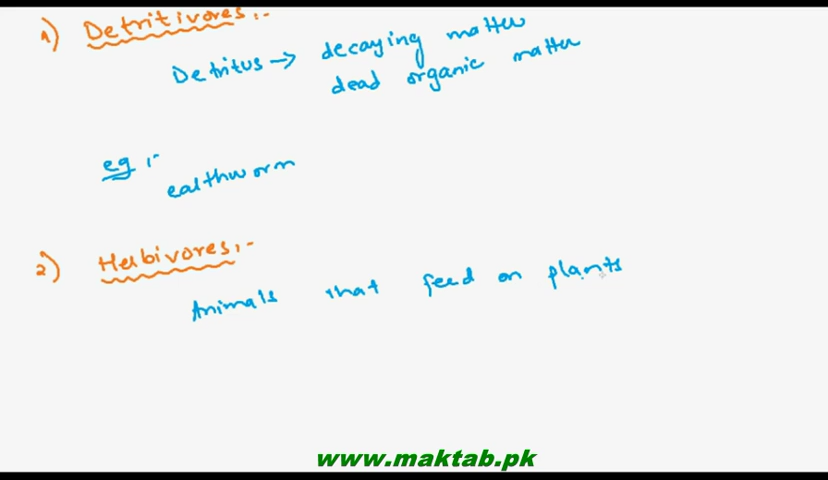 1) Detritivores:-
Detritus → decaying matter
dead organic matter
eg :-
earthworm
2) Herbivores:-
Animals that feed on plants
www.maktab.pk